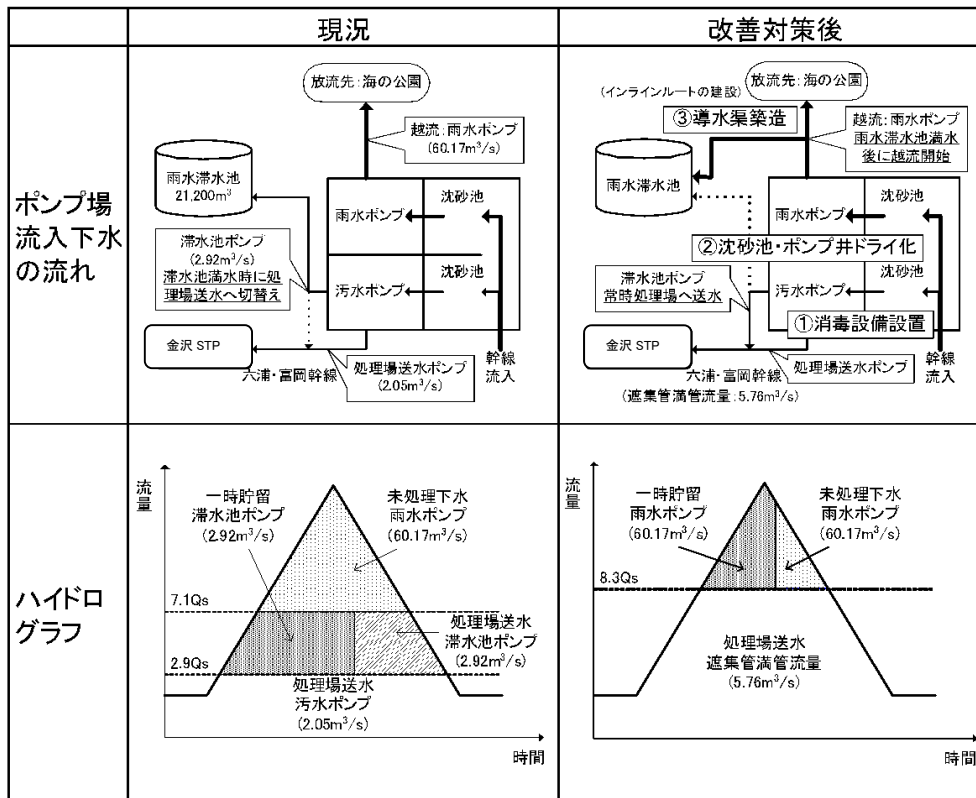 現況
改善対策後
ポンプ場
流入下水
の流れ
放流先：海の公園
越流：雨水ポンプ
(60.17m³/s)
雨水滞水池
21,200m³
雨水ポンプ
沈砂池
滞水池ポンプ
(2.92m³/s)
滞水池満水時に処
理場送水へ切替え
汚水ポンプ
沈砂池
金沢 STP
六浦・富岡幹線
処理場送水ポンプ
(2.05m³/s)
幹線
流入
放流先：海の公園
(インラインルートの建設)
③導水渠築造
越流：雨水ポンプ
雨水滞水池満水
後に越流開始
雨水滞水池
雨水ポンプ
沈砂池
②沈砂池・ポンプ井ドライ化
滞水池ポンプ
常時処理場へ送水
汚水ポンプ
沈砂池
①消毒設備設置
金沢 STP
処理場送水ポンプ
六浦・富岡幹線
(遮集管満管流量：5.76m³/s)
幹線
流入
ハイドロ
グラフ
流量
一時貯留
滞水池ポンプ
(2.92m³/s)
未処理下水
雨水ポンプ
(60.17m³/s)
7.1Qs
処理場送水
滞水池ポンプ
(2.92m³/s)
2.9Qs
処理場送水
汚水ポンプ
(2.05m³/s)
時間
流量
一時貯留
雨水ポンプ
(60.17m³/s)
未処理下水
雨水ポンプ
(60.17m³/s)
8.3Qs
処理場送水
遮集管満管流量
(5.76m³/s)
時間